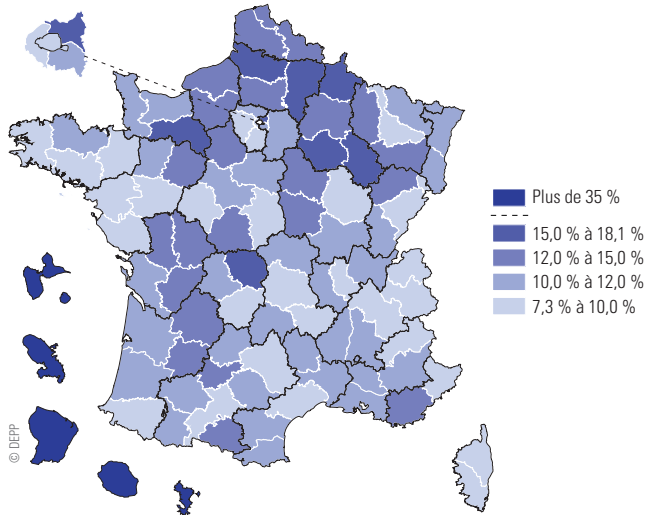 Plus de 35 %
15,0 % à 18,1 %
12,0 % à 15,0 %
10,0 % à 12,0 %
7,3 % à 10,0 %
© DEPP